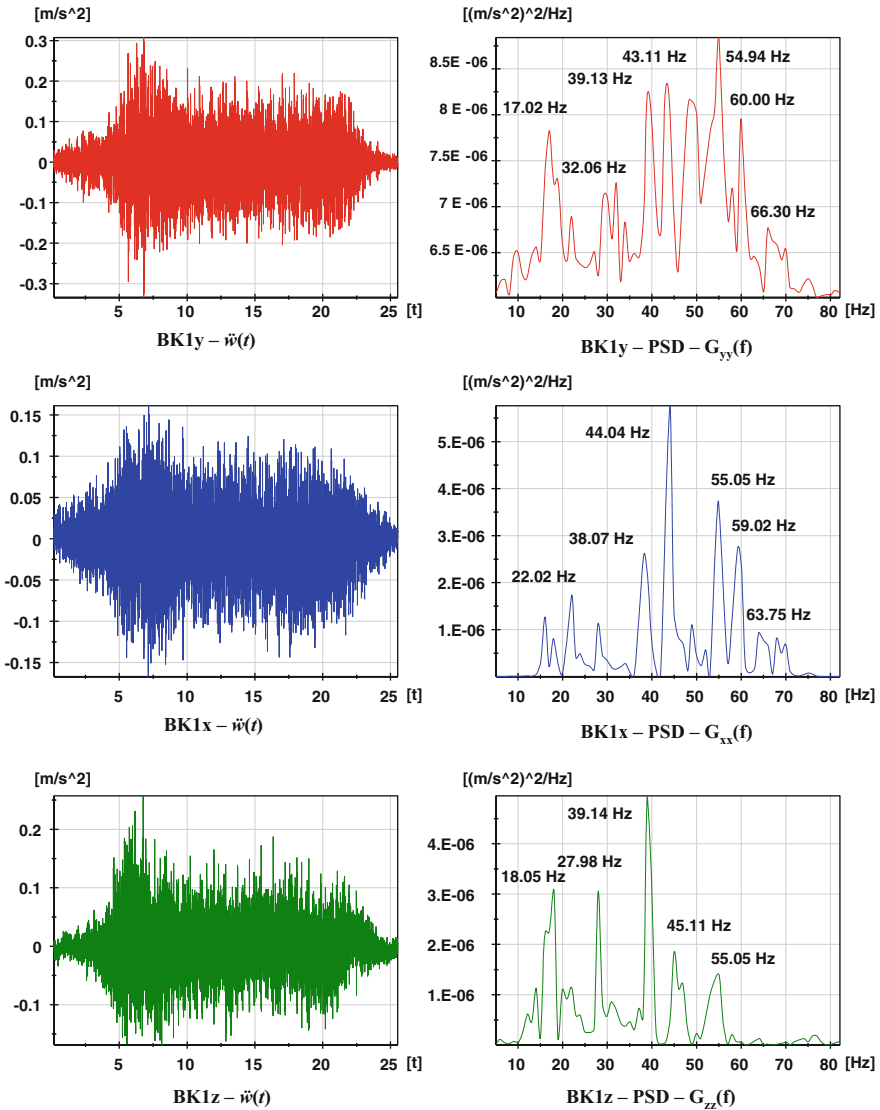 [m/s^2]
0.3
0.2
0.1
0
-0.1
-0.2
-0.3
5 10 15 20 25 [t]
BK1y – ẅ(t)
[(m/s^2)^2/Hz]
8.5E-06
8 E-06
7.5E-06
7 E-06
6.5E-06
17.02 Hz
32.06 Hz
39.13 Hz
43.11 Hz
54.94 Hz
60.00 Hz
66.30 Hz
10 20 30 40 50 60 70 80 [Hz]
BK1y – PSD – Gyy(f)
[m/s^2]
0.15
0.1
0.05
0
-0.05
-0.1
-0.15
5 10 15 20 25 [t]
BK1x – ẅ(t)
[(m/s^2)^2/Hz]
5.E-06
4.E-06
3.E-06
2.E-06
1.E-06
22.02 Hz
38.07 Hz
44.04 Hz
55.05 Hz
59.02 Hz
63.75 Hz
10 20 30 40 50 60 70 80 [Hz]
BK1x – PSD – Gxx(f)
[m/s^2]
0.2
0.1
0
-0.1
5 10 15 20 25 [t]
BK1z – ẅ(t)
[(m/s^2)^2/Hz]
4.E-06
3.E-06
2.E-06
1.E-06
18.05 Hz
27.98 Hz
39.14 Hz
45.11 Hz
55.05 Hz
10 20 30 40 50 60 70 80 [Hz]
BK1z – PSD – Gzz(f)